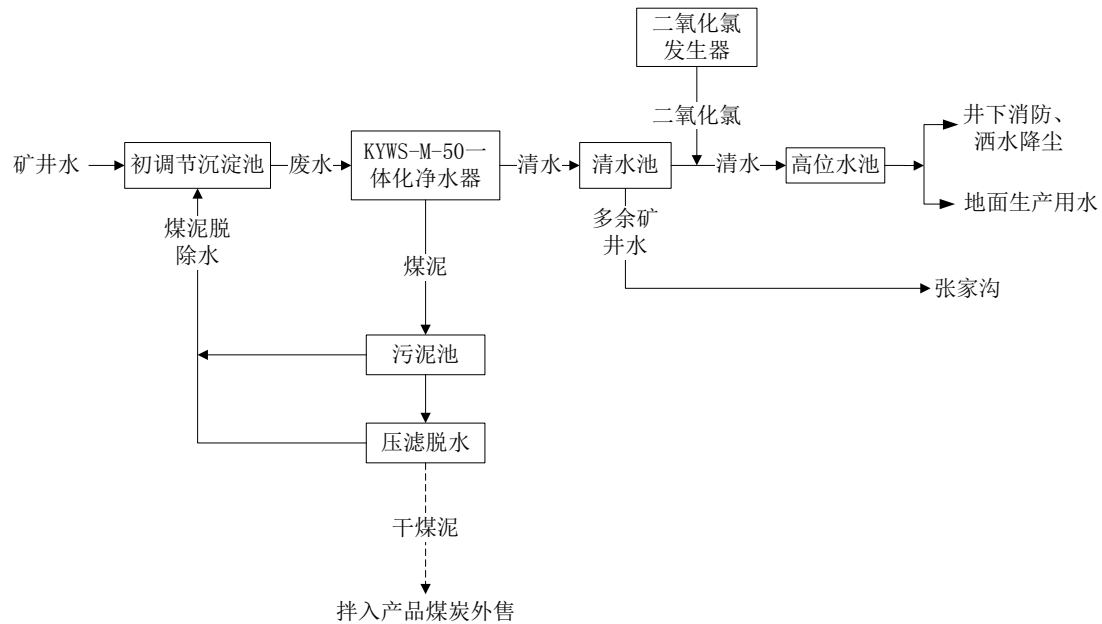 二氧化氯
发生器
二氧化氯
矿井水
初调节沉淀池
废水
KYWS-M-50一
体化净水器
清水
清水池
清水
高位水池
井下消防、
洒水降尘
地面生产用水
多余矿
井水
张家沟
煤泥脱
除水
煤泥
污泥池
压滤脱水
干煤泥
拌入产品煤炭外售